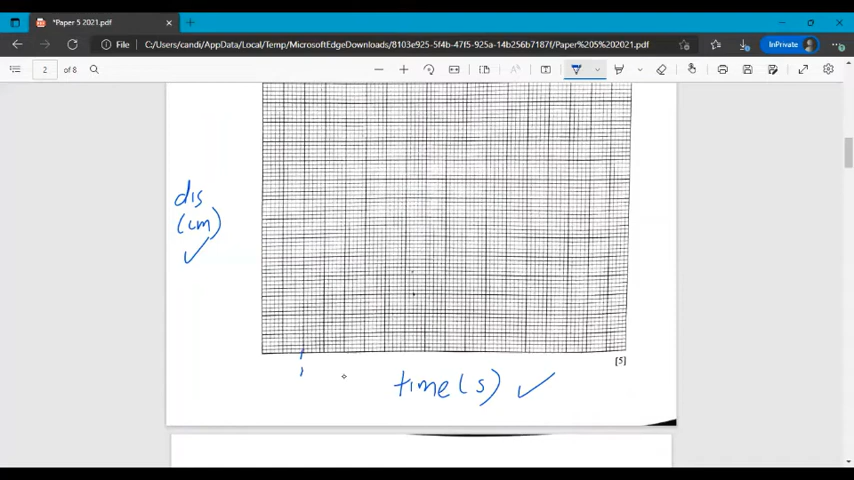 *Paper 5 2021.pdf
File
C:/Users/candi/AppData/Local/Temp/MicrosoftEdgeDownloads/8103e925-5f4b-47f5-925a-14b256b7187f/Paper%205%202021.pdf
InPrivate
2 of 8
dis
(cm)
[5]
time(s)